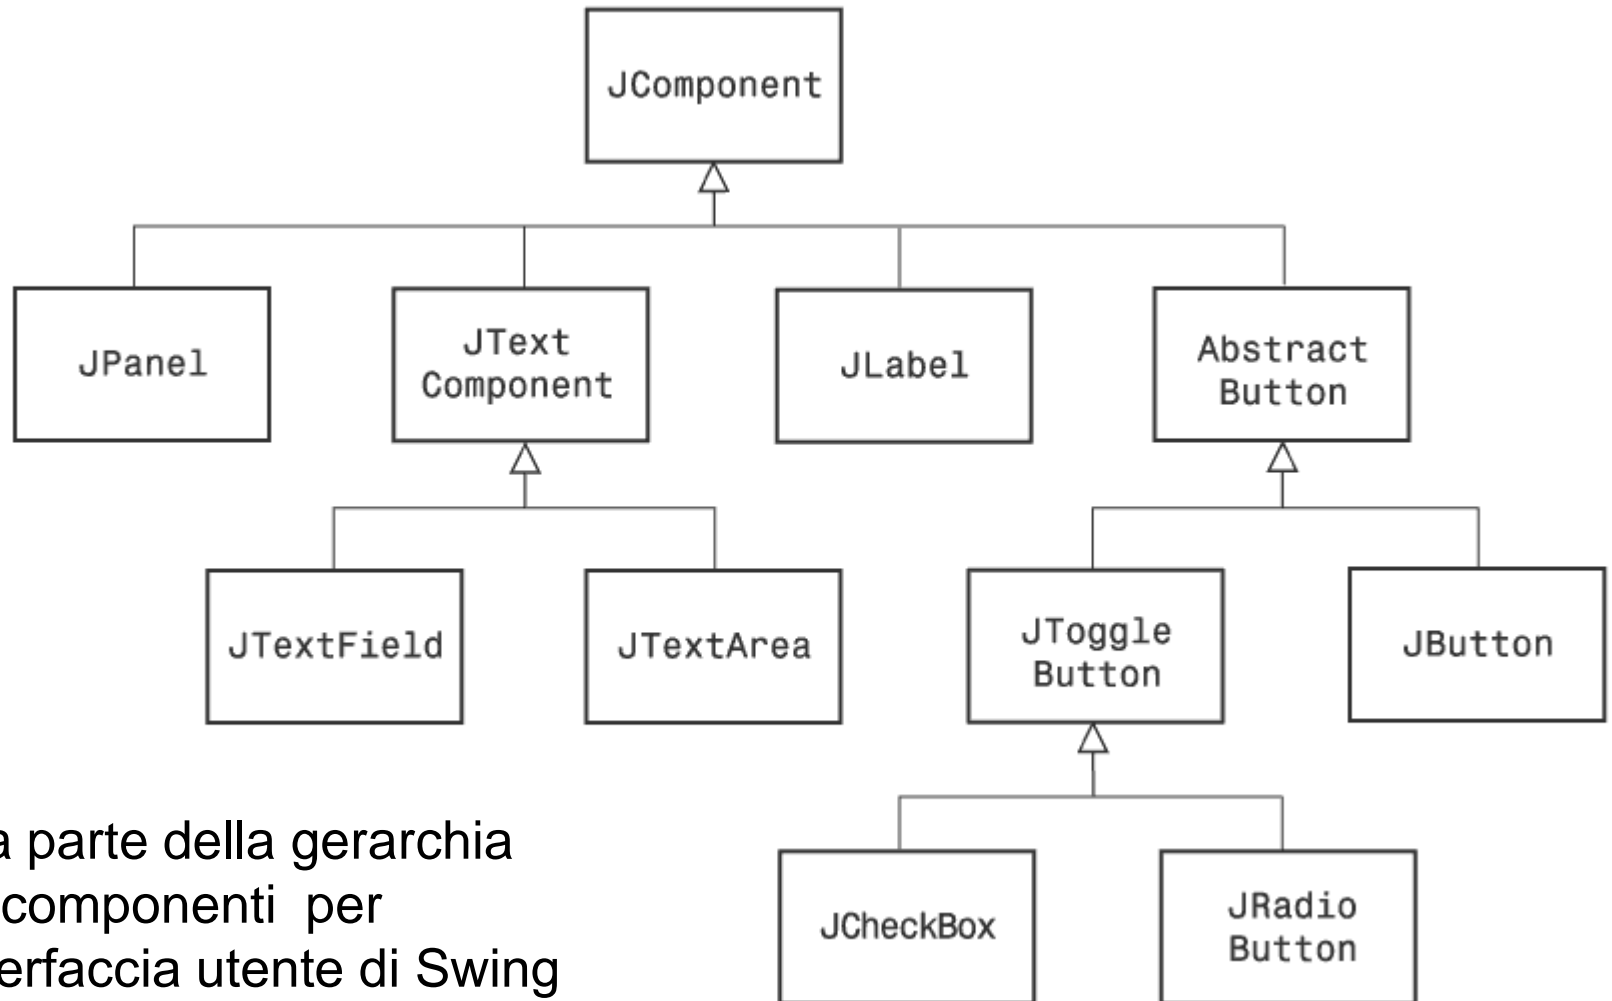 JComponent
JPanel
JText
Component
JLabel
Abstract
Button
JTextField
JTextArea
JToggle
Button
JButton
JCheckBox
JRadio
Button
a parte della gerarchia
componenti per
erfaccia utente di Swing